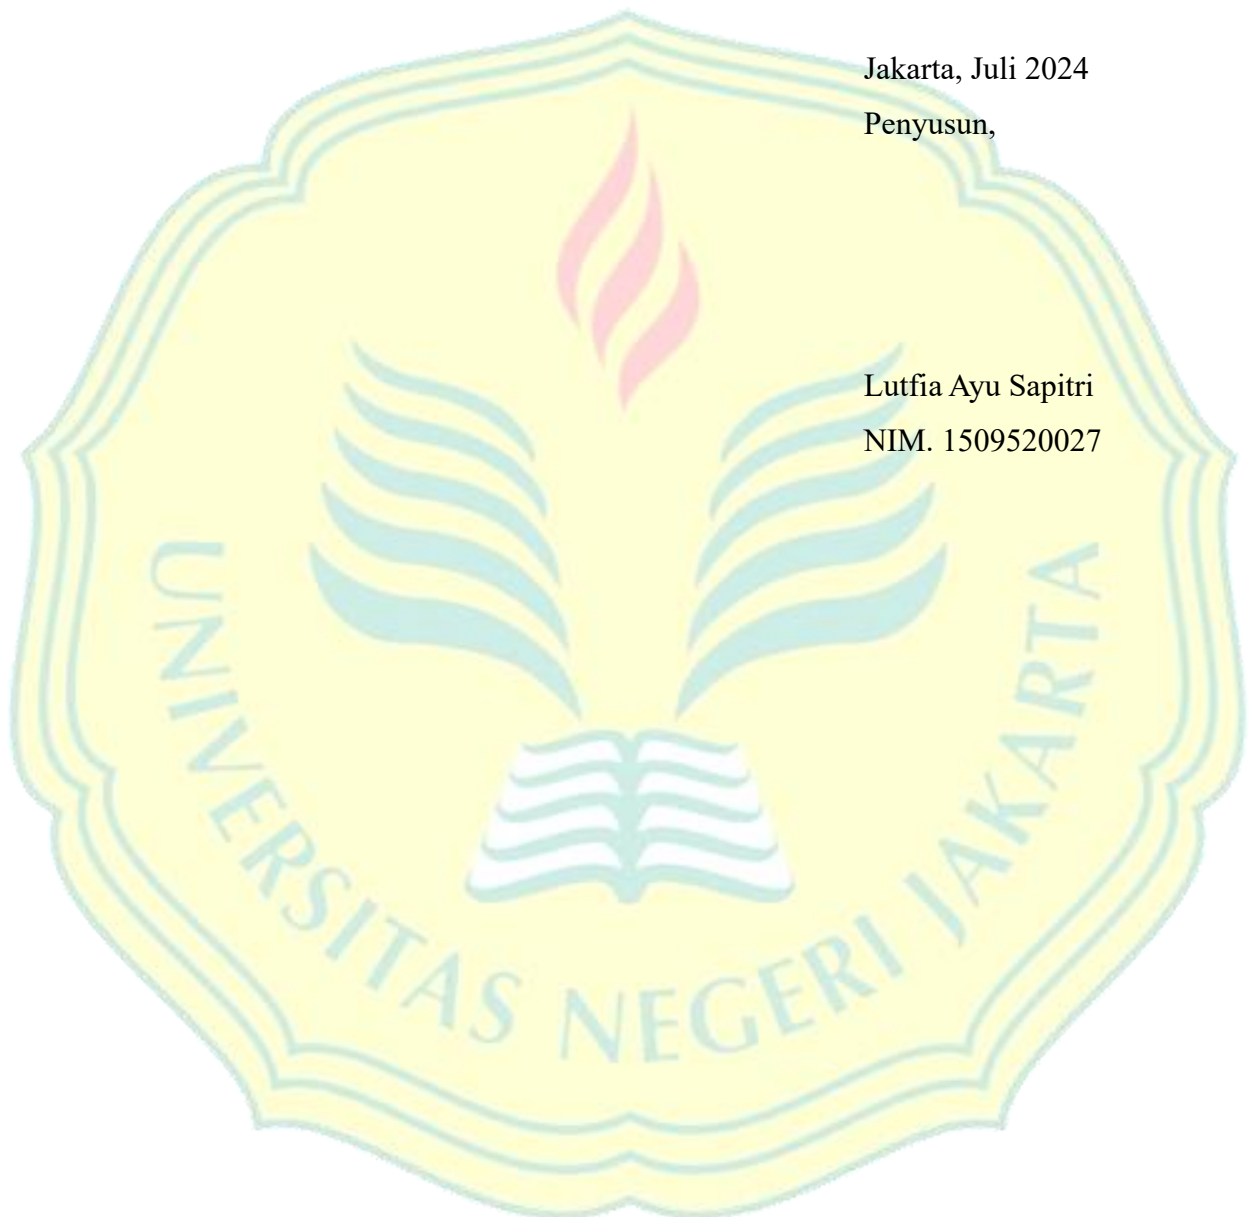 Jakarta, Juli 2024
Penyusun,
Lutfia Ayu Sapitri
NIM. 1509520027
UNIVERSITAS NEGERI JAKARTA